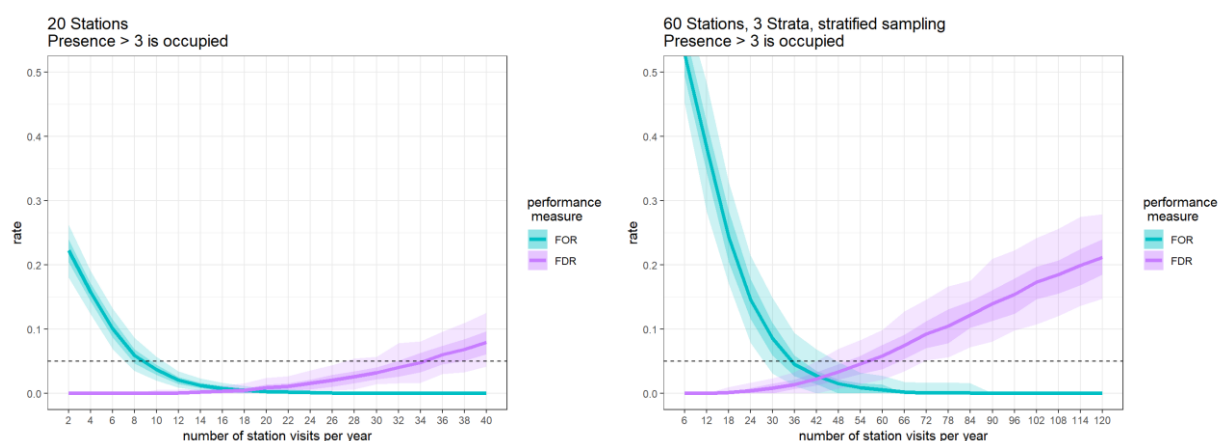 20 Stations
Presence > 3 is occupied
0.5
0.4
0.3
0.2
0.1
0.0
rate
2 4 6 8 10 12 14 16 18 20 22 24 26 28 30 32 34 36 38 40
number of station visits per year
performance
measure
FOR
FDR
60 Stations, 3 Strata, stratified sampling
Presence > 3 is occupied
0.5
0.4
0.3
0.2
0.1
0.0
rate
6 12 18 24 30 36 42 48 54 60 66 72 78 84 90 96 102 108 114 120
number of station visits per year
performance
measure
FOR
FDR